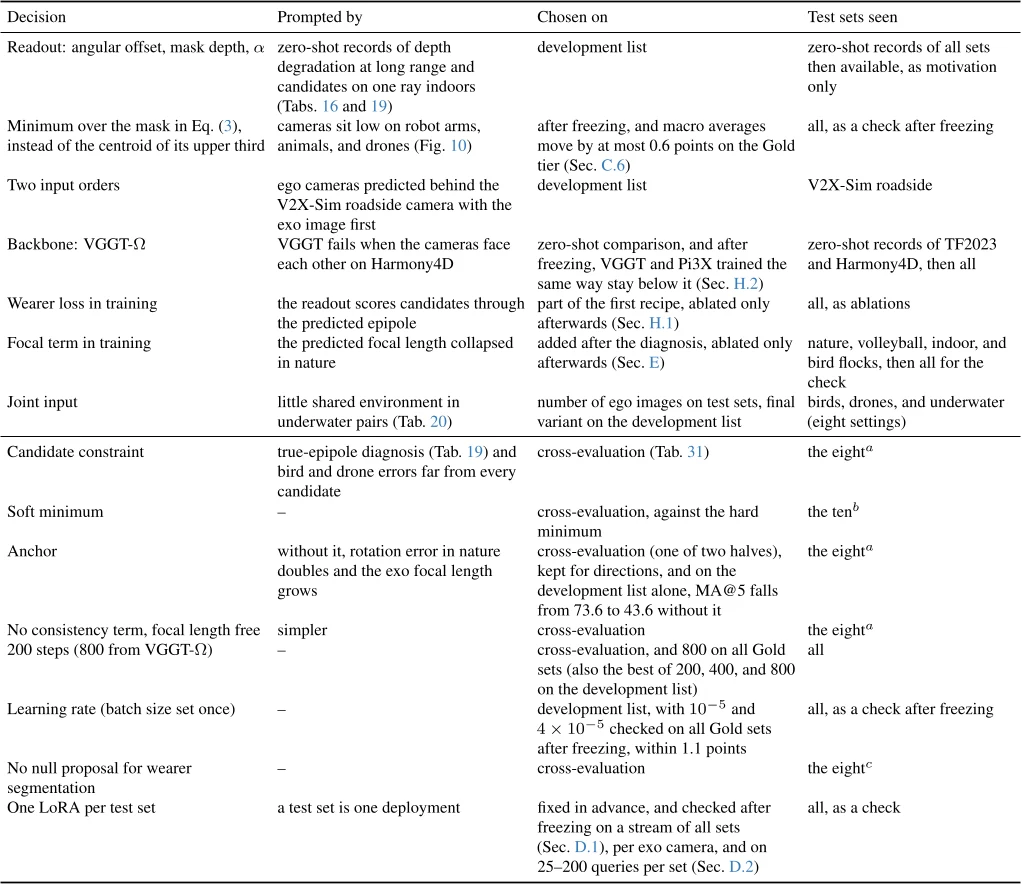 Decision Prompted by Chosen on Test sets seen
Readout: angular offset, mask depth, α zero-shot records of depth development list zero-shot records of all sets
degradation at long range and then available, as motivation
candidates on one ray indoors only
(Tabs. 16 and 19)
Minimum over the mask in Eq. (3), cameras sit low on robot arms, after freezing, and macro averages all, as a check after freezing
instead of the centroid of its upper third animals, and drones (Fig. 10) move by at most 0.6 points on the Gold
tier (Sec. C.6)
Two input orders ego cameras predicted behind the development list V2X-Sim roadside
V2X-Sim roadside camera with the
exo image first
Backbone: VGGT-Ω VGGT fails when the cameras face zero-shot comparison, and after zero-shot records of TF2023
each other on Harmony4D freezing, VGGT and Pi3X trained the and Harmony4D, then all
same way stay below it (Sec. H.2)
Wearer loss in training the readout scores candidates through part of the first recipe, ablated only all, as ablations
the predicted epipole afterwards (Sec. H.1)
Focal term in training the predicted focal length collapsed added after the diagnosis, ablated only nature, volleyball, indoor, and
in nature afterwards (Sec. E) bird flocks, then all for the
check
Joint input little shared environment in number of ego images on test sets, final birds, drones, and underwater
underwater pairs (Tab. 20) variant on the development list (eight settings)
Candidate constraint true-epipole diagnosis (Tab. 19) and cross-evaluation (Tab. 31) the eight^a
bird and drone errors far from every
candidate
Soft minimum – cross-evaluation, against the hard the ten^b
minimum
Anchor without it, rotation error in nature cross-evaluation (one of two halves), the eight^a
doubles and the exo focal length kept for directions, and on the
grows development list alone, MA@5 falls
from 73.6 to 43.6 without it
No consistency term, focal length free simpler cross-evaluation the eight^a
200 steps (800 from VGGT-Ω) – cross-evaluation, and 800 on all Gold all
sets (also the best of 200, 400, and 800
on the development list)
Learning rate (batch size set once) – development list, with 10^−5 and all, as a check after freezing
4 × 10^−5 checked on all Gold sets
after freezing, within 1.1 points
No null proposal for wearer – cross-evaluation the eight^c
segmentation
One LoRA per test set a test set is one deployment fixed in advance, and checked after all, as a check
freezing on a stream of all sets
(Sec. D.1), per exo camera, and on
25–200 queries per set (Sec. D.2)